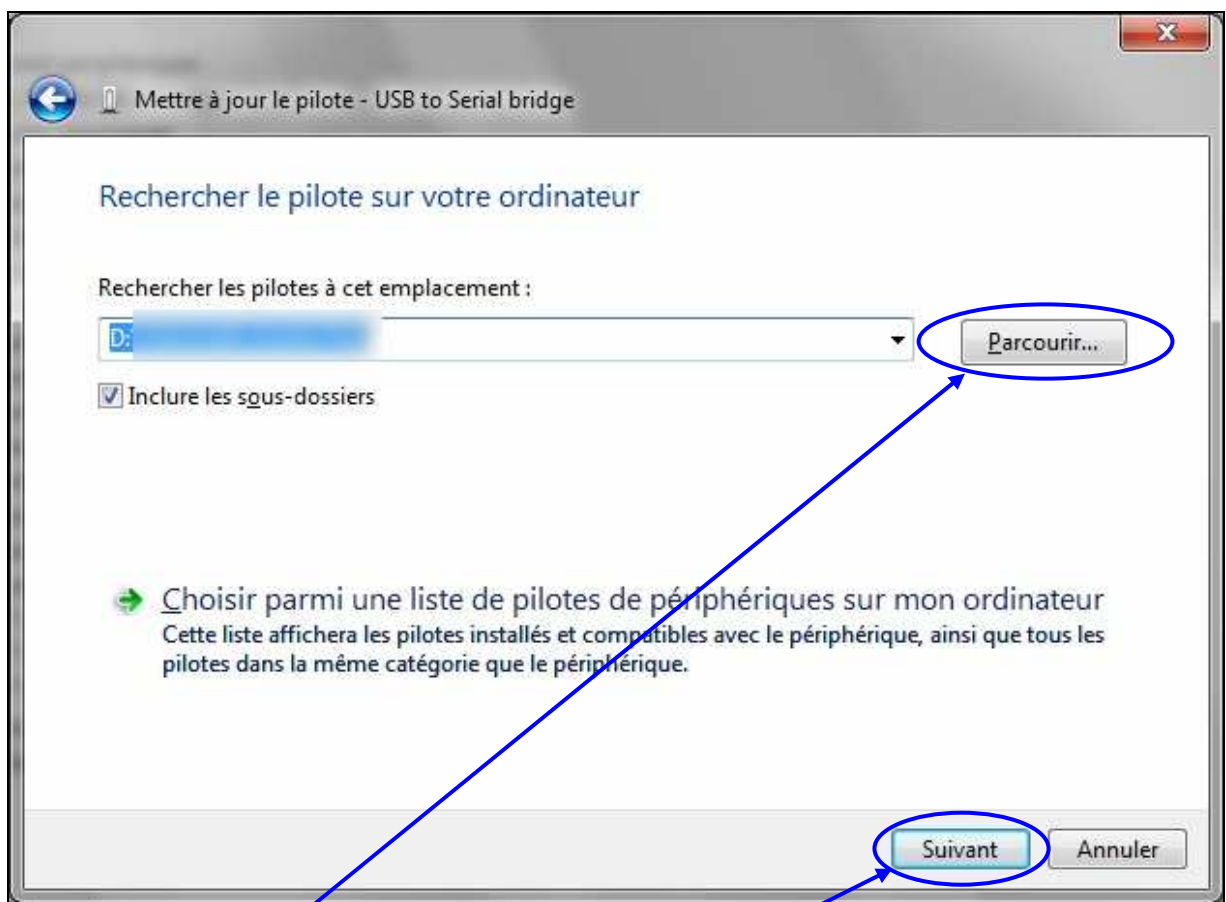 Mettre à jour le pilote - USB to Serial bridge
Rechercher le pilote sur votre ordinateur
Rechercher les pilotes à cet emplacement :
D:
Parcourir...
Inclure les sous-dossiers
Choisir parmi une liste de pilotes de périphériques sur mon ordinateur
Cette liste affichera les pilotes installés et compatibles avec le périphérique, ainsi que tous les
pilotes dans la même catégorie que le périphérique.
Suivant
Annuler